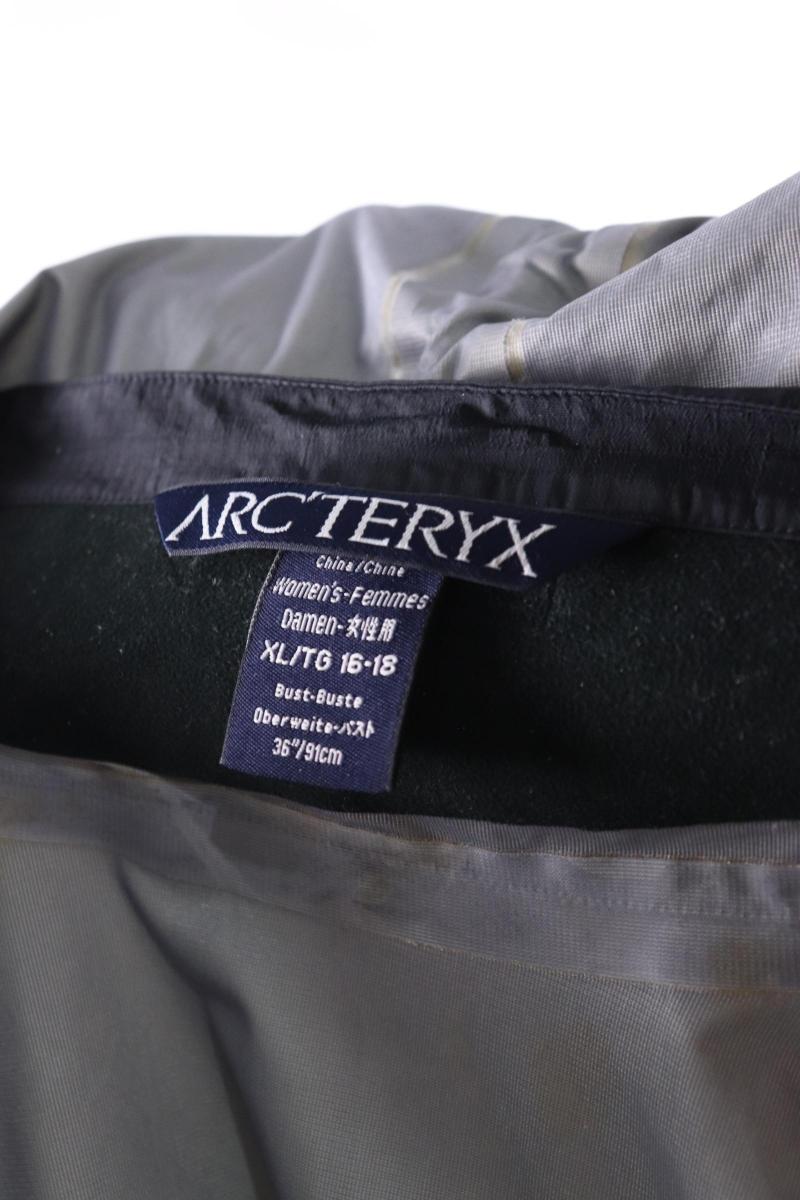 ARC'TERYX
China/Chine
Women's-Femmes
Damen-女性用
XL/TG 16-18
Bust-Buste
Oberweite-バスト
36"/91cm